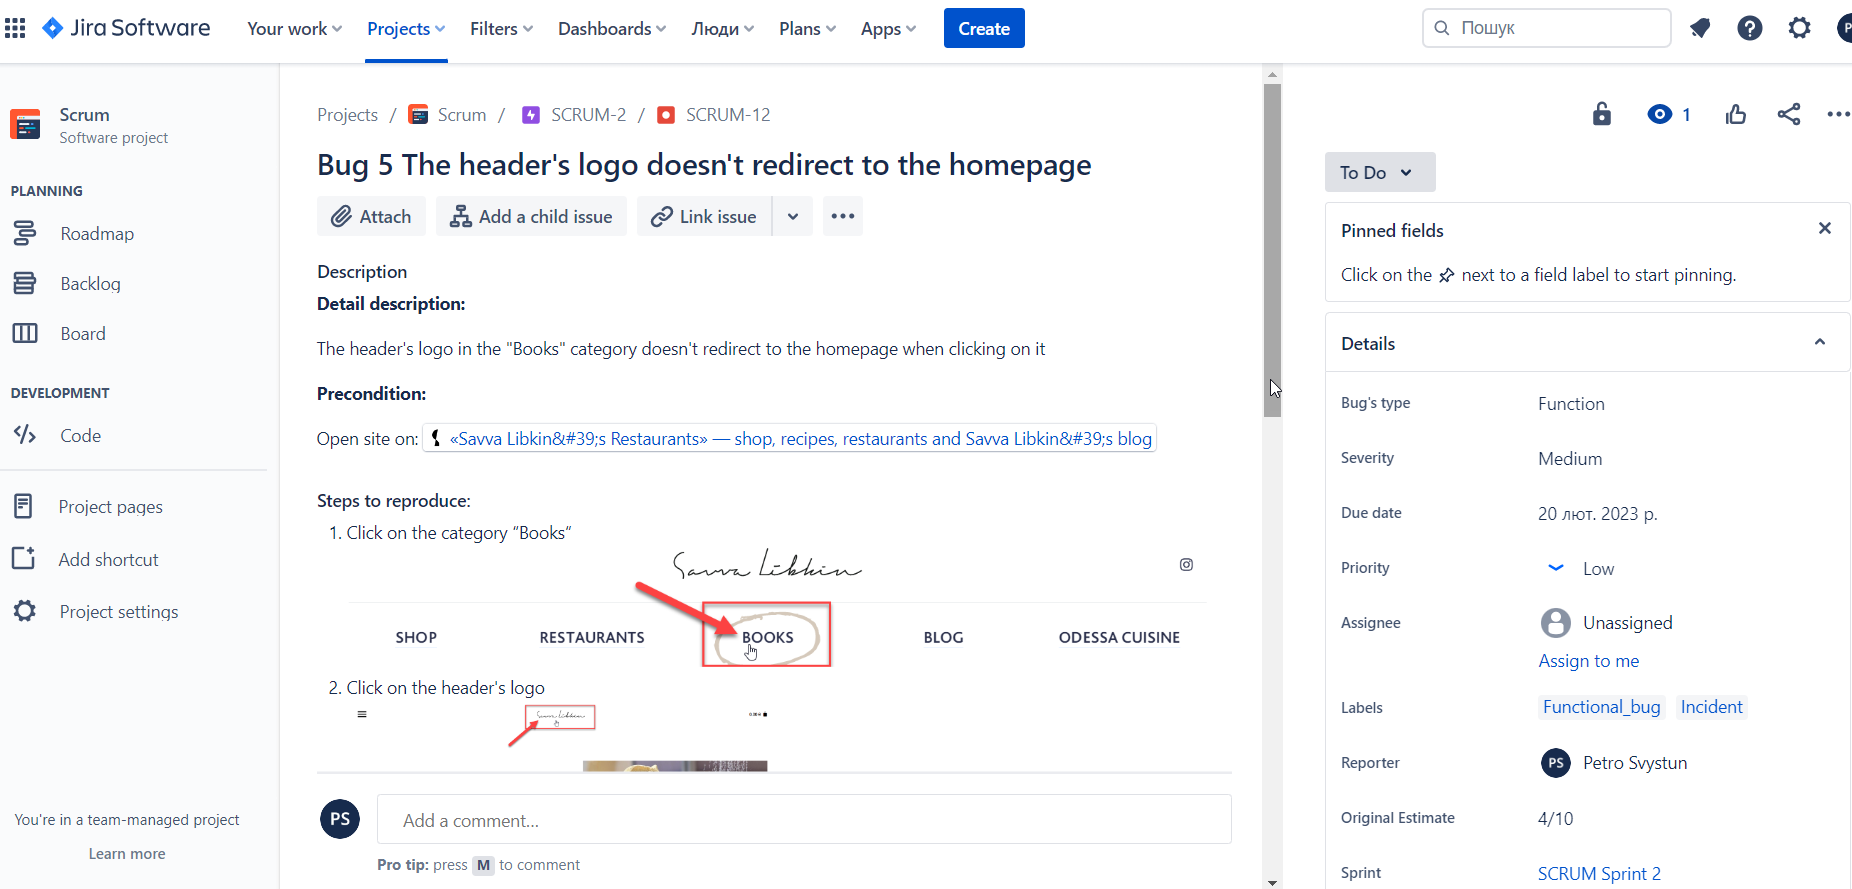 Jira Software
Your work
Projects
Filters
Dashboards
Люди
Plans
Apps
Create
Пошук
Scrum
Software project
PLANNING
Roadmap
Backlog
Board
DEVELOPMENT
Code
Project pages
Add shortcut
Project settings
You're in a team-managed project
Learn more
Projects / Scrum / SCRUM-2 / SCRUM-12
Bug 5 The header's logo doesn't redirect to the homepage
Attach
Add a child issue
Link issue
Description
Detail description:
The header's logo in the "Books" category doesn't redirect to the homepage when clicking on it
Precondition:
Open site on: «Savva Libkin&#39;s Restaurants» — shop, recipes, restaurants and Savva Libkin&#39;s blog
Steps to reproduce:
1. Click on the category “Books”
Savva Libkin
SHOP RESTAURANTS BOOKS BLOG ODESSA CUISINE
2. Click on the header's logo
Savva Libkin
PS
Add a comment...
Pro tip: press M to comment
1
To Do
Pinned fields
Click on the next to a field label to start pinning.
Details
Bug's type Function
Severity Medium
Due date 20 лют. 2023 р.
Priority Low
Assignee Unassigned
Assign to me
Labels Functional_bug Incident
Reporter PS Petro Svystun
Original Estimate 4/10
Sprint SCRUM Sprint 2